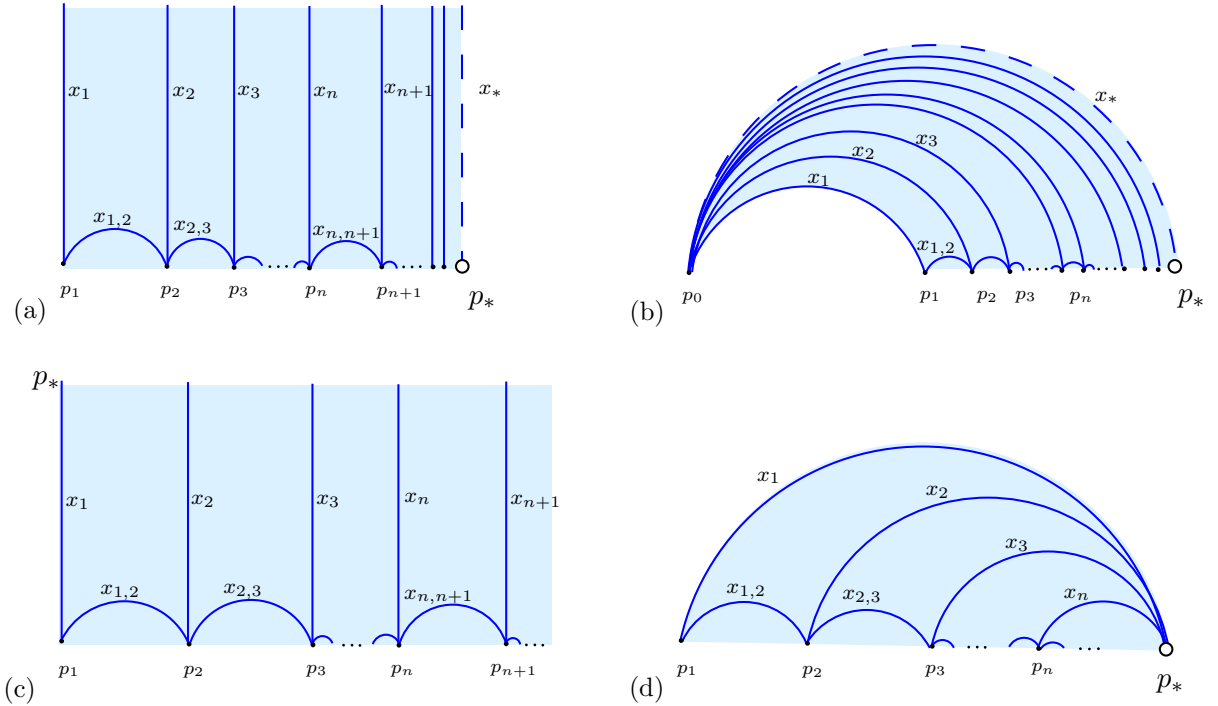 x_1 x_2 x_3 x_n x_{n+1} x_*
x_{1,2} x_{2,3} x_{n,n+1}
p_1 p_2 p_3 p_n p_{n+1} p_*
(a)
x_*
x_3
x_2
x_1
x_{1,2}
p_0 p_1 p_2 p_3 p_n p_*
(b)
p_*
x_1 x_2 x_3 x_n x_{n+1}
x_{1,2} x_{2,3} x_{n,n+1}
... ...
p_1 p_2 p_3 p_n p_{n+1}
(c)
x_1 x_2
x_3
x_{1,2} x_{2,3} x_n
... ...
p_1 p_2 p_3 p_n p_*
(d)